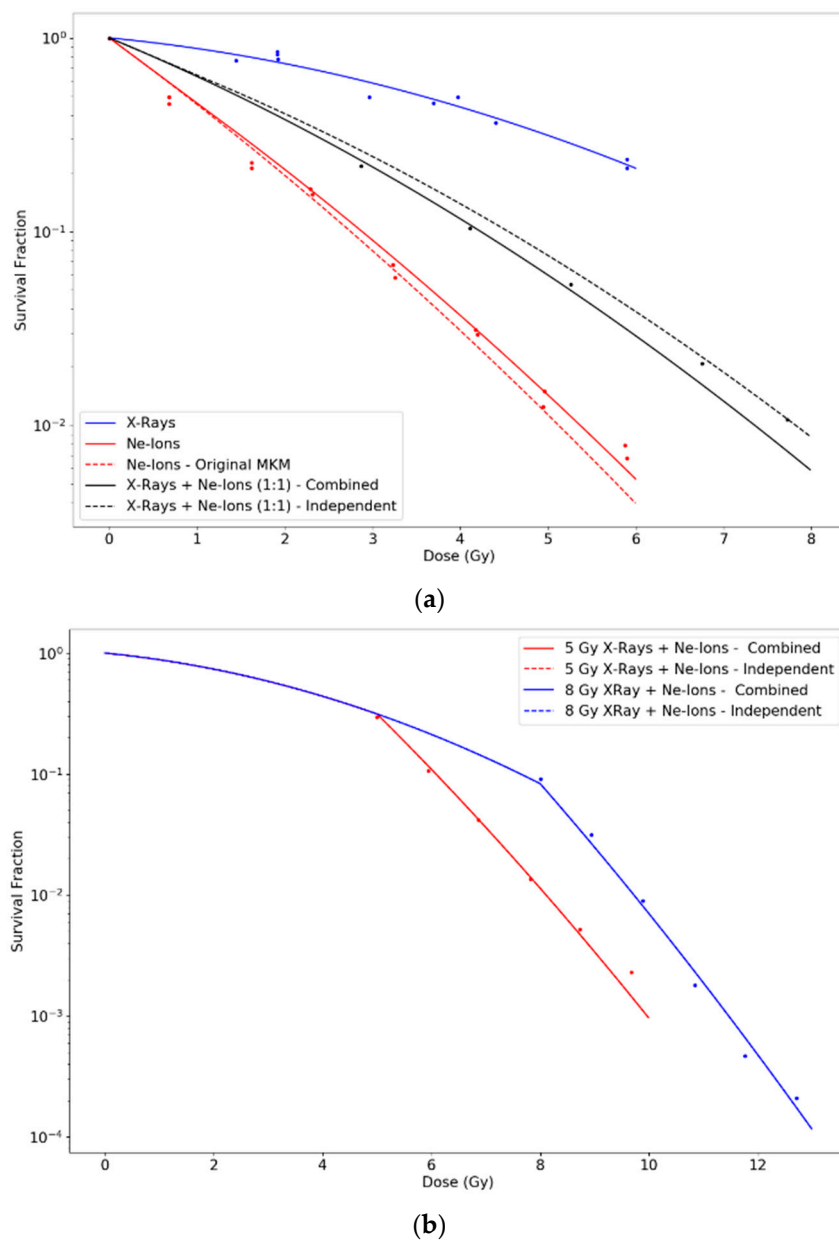 10⁰
10⁻¹
10⁻²
Survival Fraction
X-Rays
Ne-Ions
Ne-Ions - Original MKM
X-Rays + Ne-Ions (1:1) - Combined
X-Rays + Ne-Ions (1:1) - Independent
0 1 2 3 4 5 6 7 8
Dose (Gy)
(a)
10⁰
10⁻¹
10⁻²
10⁻³
10⁻⁴
Survival Fraction
5 Gy X-Rays + Ne-Ions - Combined
5 Gy X-Rays + Ne-Ions - Independent
8 Gy XRay + Ne-Ions - Combined
8 Gy XRay + Ne-Ions - Independent
0 2 4 6 8 10 12
Dose (Gy)
(b)